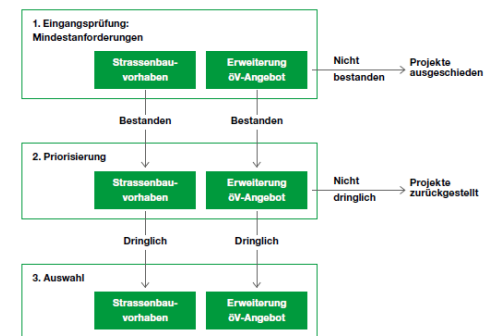 1. Eingangsprüfung:
Mindestanforderungen
Strassenbau-
vorhaben
Erweiterung
öV-Angebot
Nicht
bestanden
Projekte
ausgeschieden
Bestanden
Bestanden
2. Priorisierung
Strassenbau-
vorhaben
Erweiterung
öV-Angebot
Nicht
dringlich
Projekte
zurückgestellt
Dringlich
Dringlich
3. Auswahl
Strassenbau-
vorhaben
Erweiterung
öV-Angebot